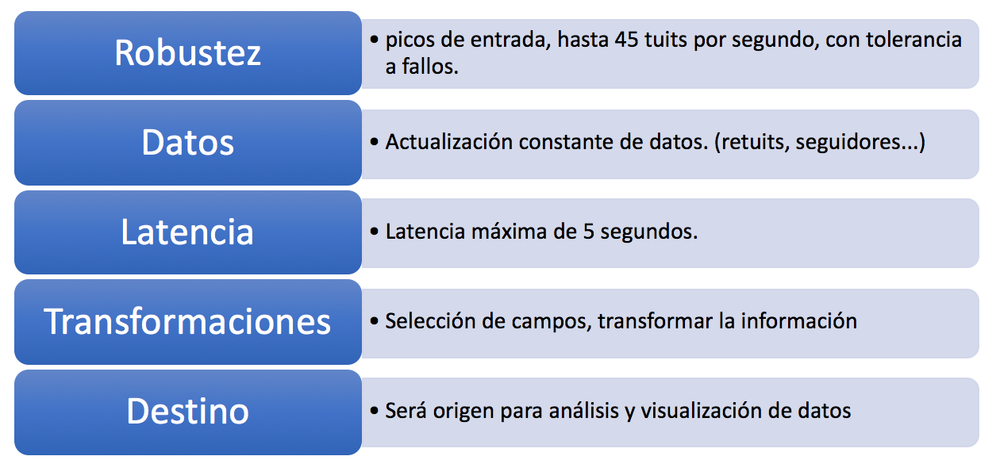 Robustez
• picos de entrada, hasta 45 tuits por segundo, con tolerancia
a fallos.
Datos
• Actualización constante de datos. (retuits, seguidores...)
Latencia
• Latencia máxima de 5 segundos.
Transformaciones
• Selección de campos, transformar la información
Destino
• Será origen para análisis y visualización de datos